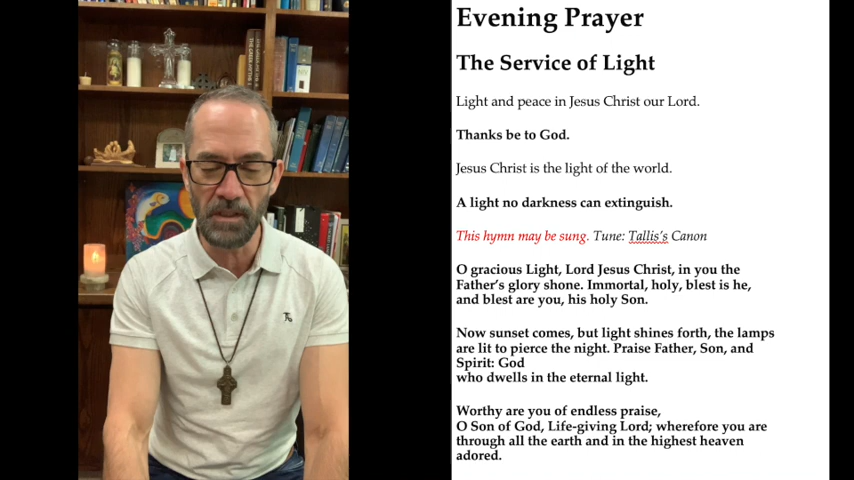 Evening Prayer
The Service of Light
Light and peace in Jesus Christ our Lord.
Thanks be to God.
Jesus Christ is the light of the world.
A light no darkness can extinguish.
This hymn may be sung. Tune: Tallis's Canon
O gracious Light, Lord Jesus Christ, in you the
Father's glory shone. Immortal, holy, blest is he,
and blest are you, his holy Son.
Now sunset comes, but light shines forth, the lamps
are lit to pierce the night. Praise Father, Son, and
Spirit: God
who dwells in the eternal light.
Worthy are you of endless praise,
O Son of God, Life-giving Lord; wherefore you are
through all the earth and in the highest heaven
adored.